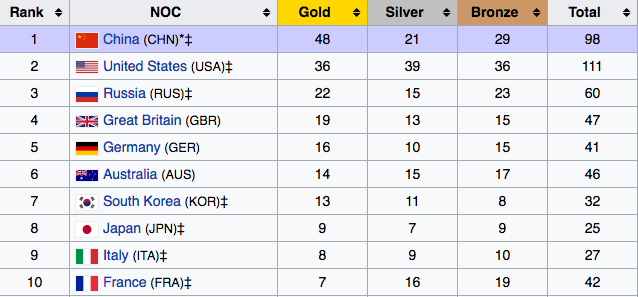 Rank NOC Gold Silver Bronze Total
1 China (CHN)*‡ 48 21 29 98
2 United States (USA)‡ 36 39 36 111
3 Russia (RUS)‡ 22 15 23 60
4 Great Britain (GBR) 19 13 15 47
5 Germany (GER) 16 10 15 41
6 Australia (AUS) 14 15 17 46
7 South Korea (KOR)‡ 13 11 8 32
8 Japan (JPN)‡ 9 7 9 25
9 Italy (ITA)‡ 8 9 10 27
10 France (FRA)‡ 7 16 19 42